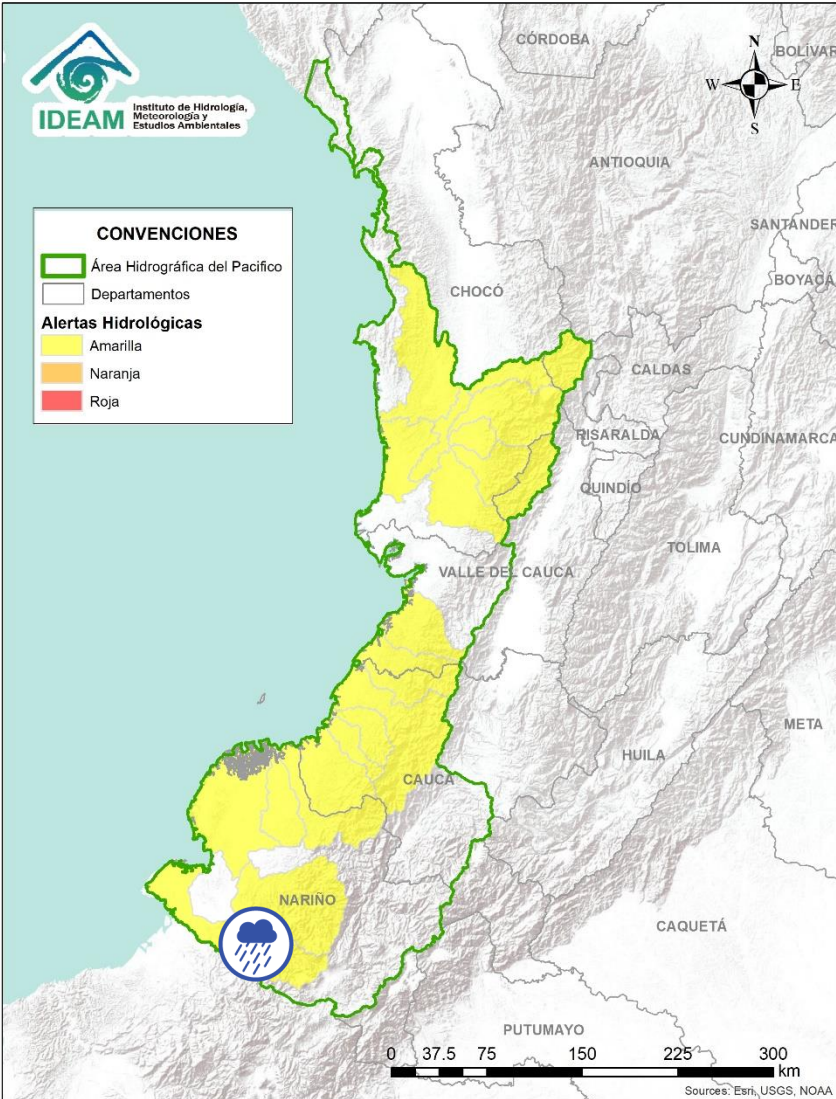 IDEAM
Instituto de Hidrología,
Meteorología y
Estudios Ambientales
N
W
E
S
CONVENCIONES
Área Hidrográfica del Pacifico
Departamentos
Alertas Hidrológicas
Amarilla
Naranja
Roja
CÓRDOBA
BOLÍVAR
ANTIOQUIA
SANTANDER
BOYACÁ
CHOCÓ
CALDAS
RISARALDA
CUNDINAMARCA
QUINDÍO
TOLIMA
VALLE DEL CAUCA
META
HUILA
CAUCA
NARIÑO
CAQUETÁ
PUTUMAYO
0 37.5 75 150 225 300
km
Sources: Esri, USGS, NOAA